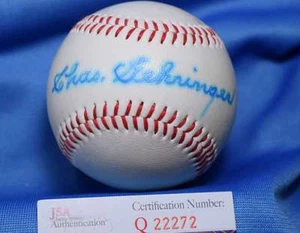 Chas. Gehringer
JSA
Authentication
Certification Number:
Q 22272